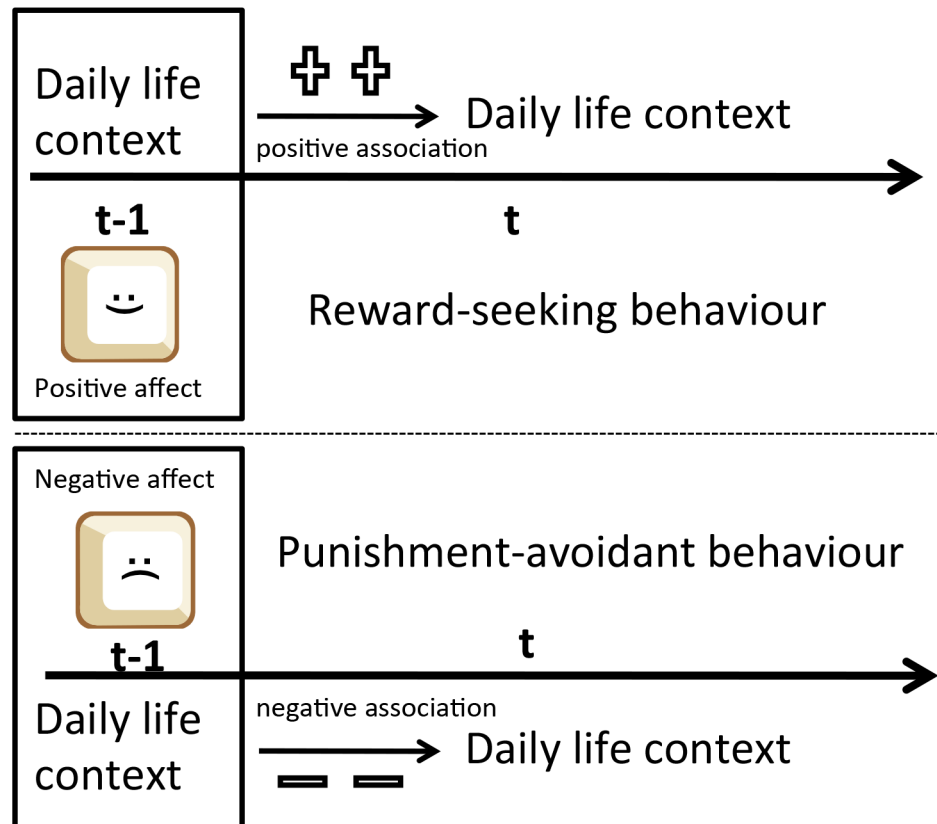 Daily life
context
Daily life context
positive association
t-1
t
Reward-seeking behaviour
Positive affect
Negative affect
Punishment-avoidant behaviour
t
t-1
negative association
Daily life
context
Daily life context